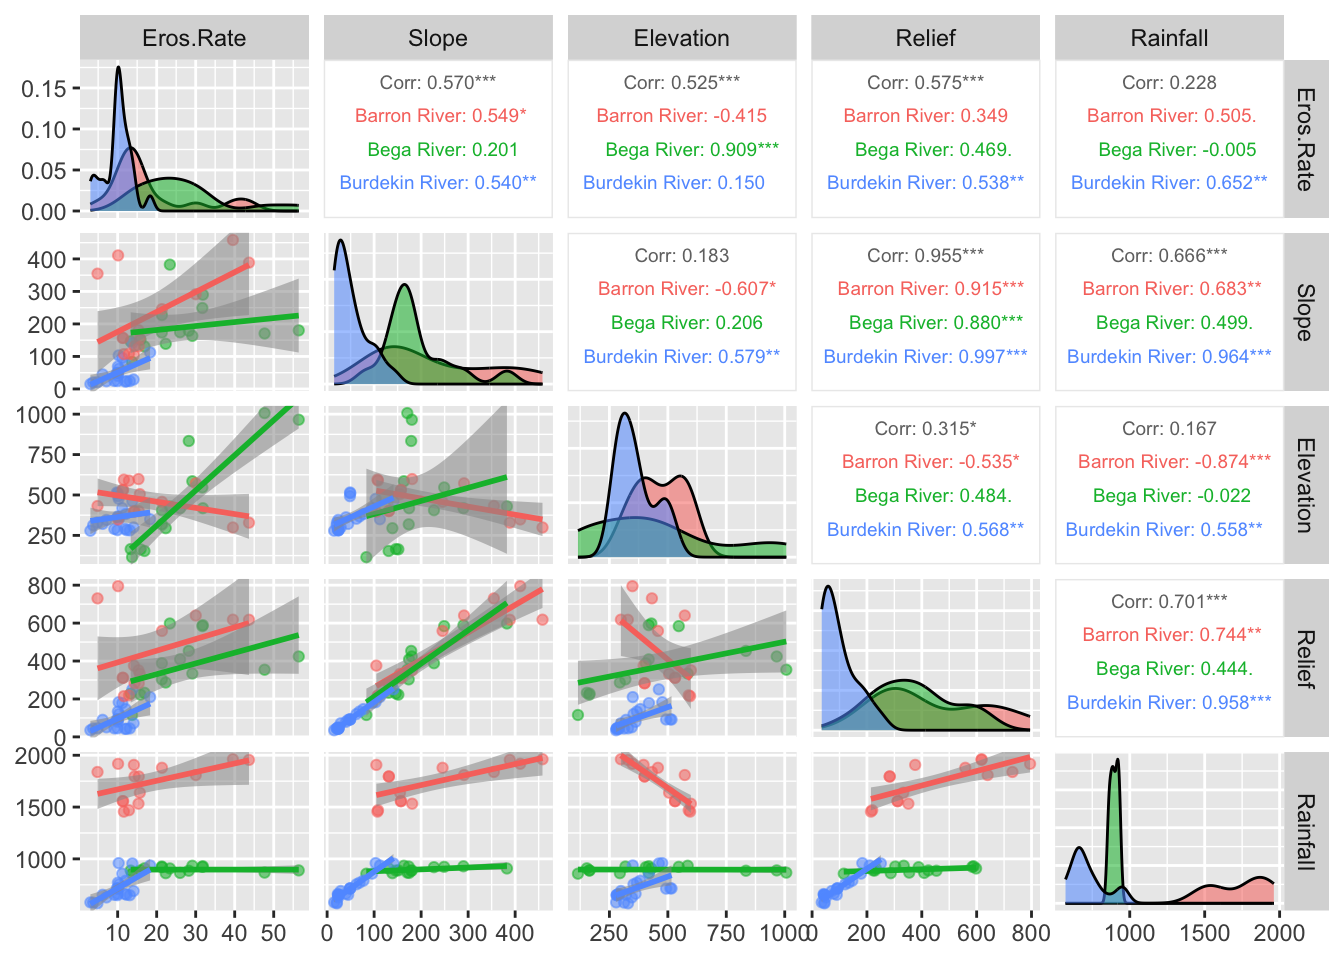 Eros.Rate Slope Elevation Relief Rainfall
Corr: 0.570*** Corr: 0.525*** Corr: 0.575*** Corr: 0.228
Barron River: 0.549* Barron River: -0.415 Barron River: 0.349 Barron River: 0.505.
Bega River: 0.201 Bega River: 0.909*** Bega River: 0.469. Bega River: -0.005
Burdekin River: 0.540** Burdekin River: 0.150 Burdekin River: 0.538** Burdekin River: 0.652**
0.15
0.10
0.05
0.00
Eros.Rate
Corr: 0.183 Corr: 0.955*** Corr: 0.666***
Barron River: -0.607* Barron River: 0.915*** Barron River: 0.683**
Bega River: 0.206 Bega River: 0.880*** Bega River: 0.499.
Burdekin River: 0.579** Burdekin River: 0.997*** Burdekin River: 0.964***
400
300
200
100
0
Slope
Corr: 0.315* Corr: 0.167
Barron River: -0.535* Barron River: -0.874***
Bega River: 0.484. Bega River: -0.022
Burdekin River: 0.568** Burdekin River: 0.558**
1000
750
500
250
Elevation
Corr: 0.701***
Barron River: 0.744**
Bega River: 0.444.
Burdekin River: 0.958***
800
600
400
200
0
Relief
2000
1500
1000
Rainfall
10 20 30 40 50 0 100 200 300 400 250 500 750 1000 0 200 400 600 800 1000 1500 2000